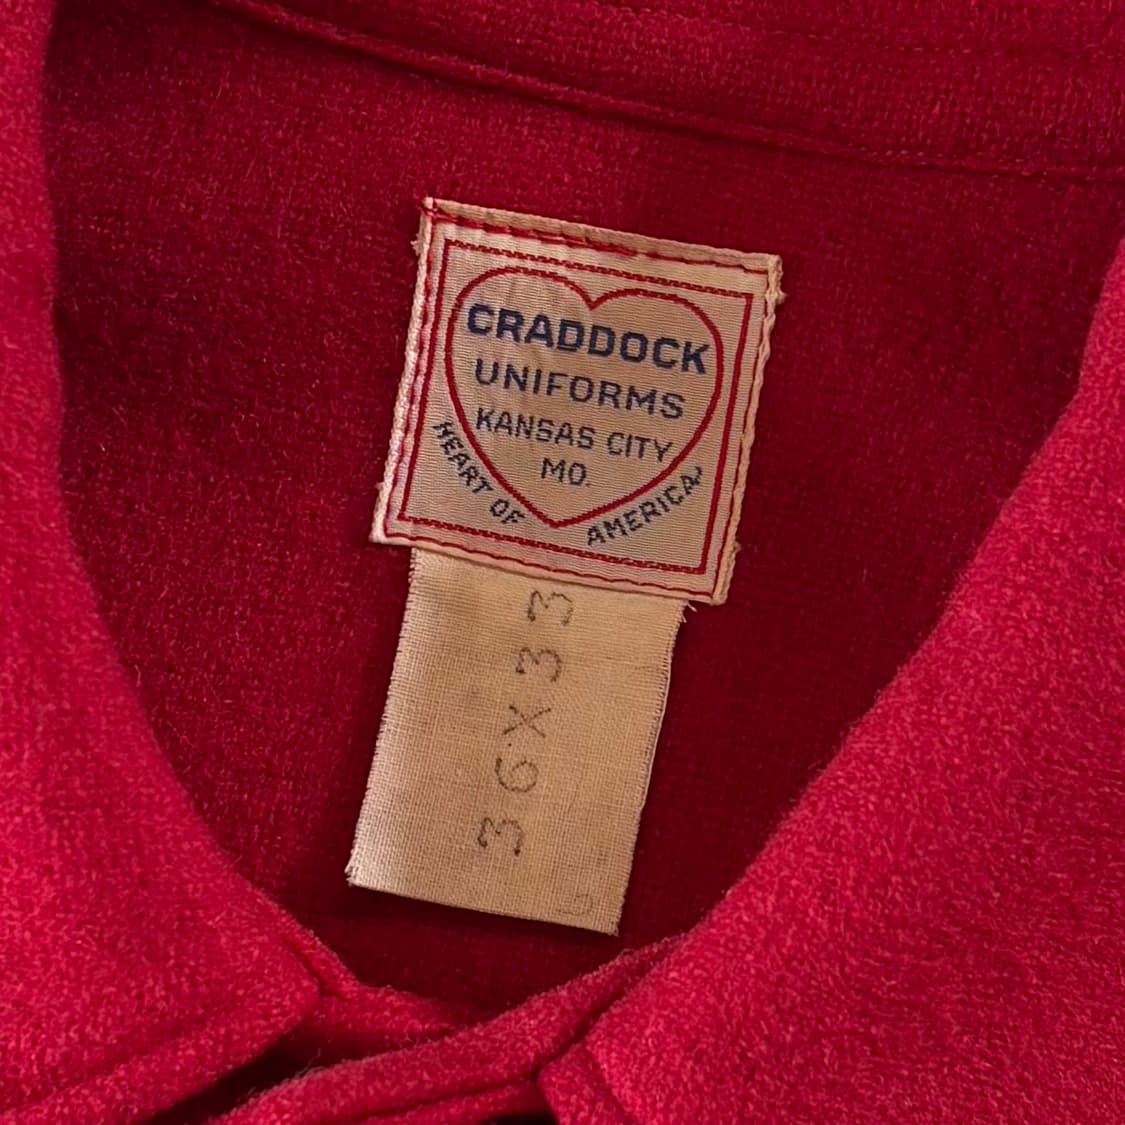 CRADDOCK
UNIFORMS
KANSAS CITY
MO.
HEART OF AMERICA
36X33